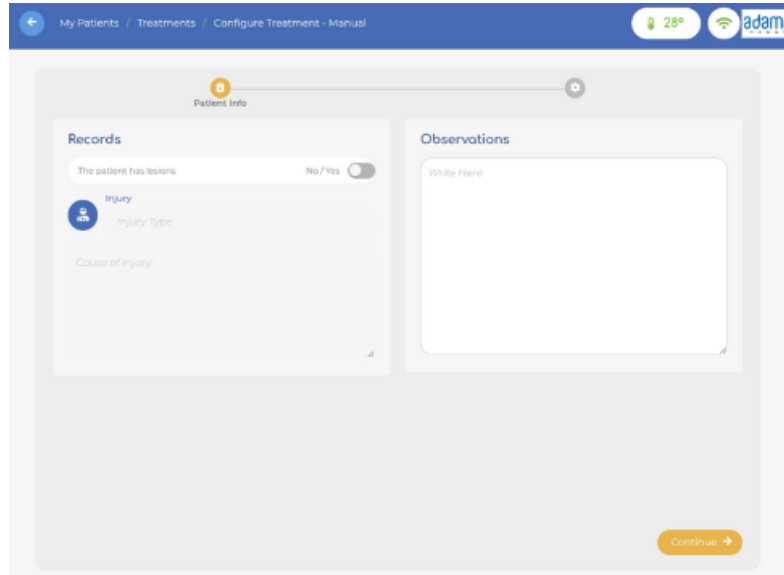 My Patients / Treatments / Configure Treatment - Manual
28°
adam
Patient Info
Records
The patient has lesions
No / Yes
Injury
Injury Type
Cause of Injury
Observations
Write Here
Continue